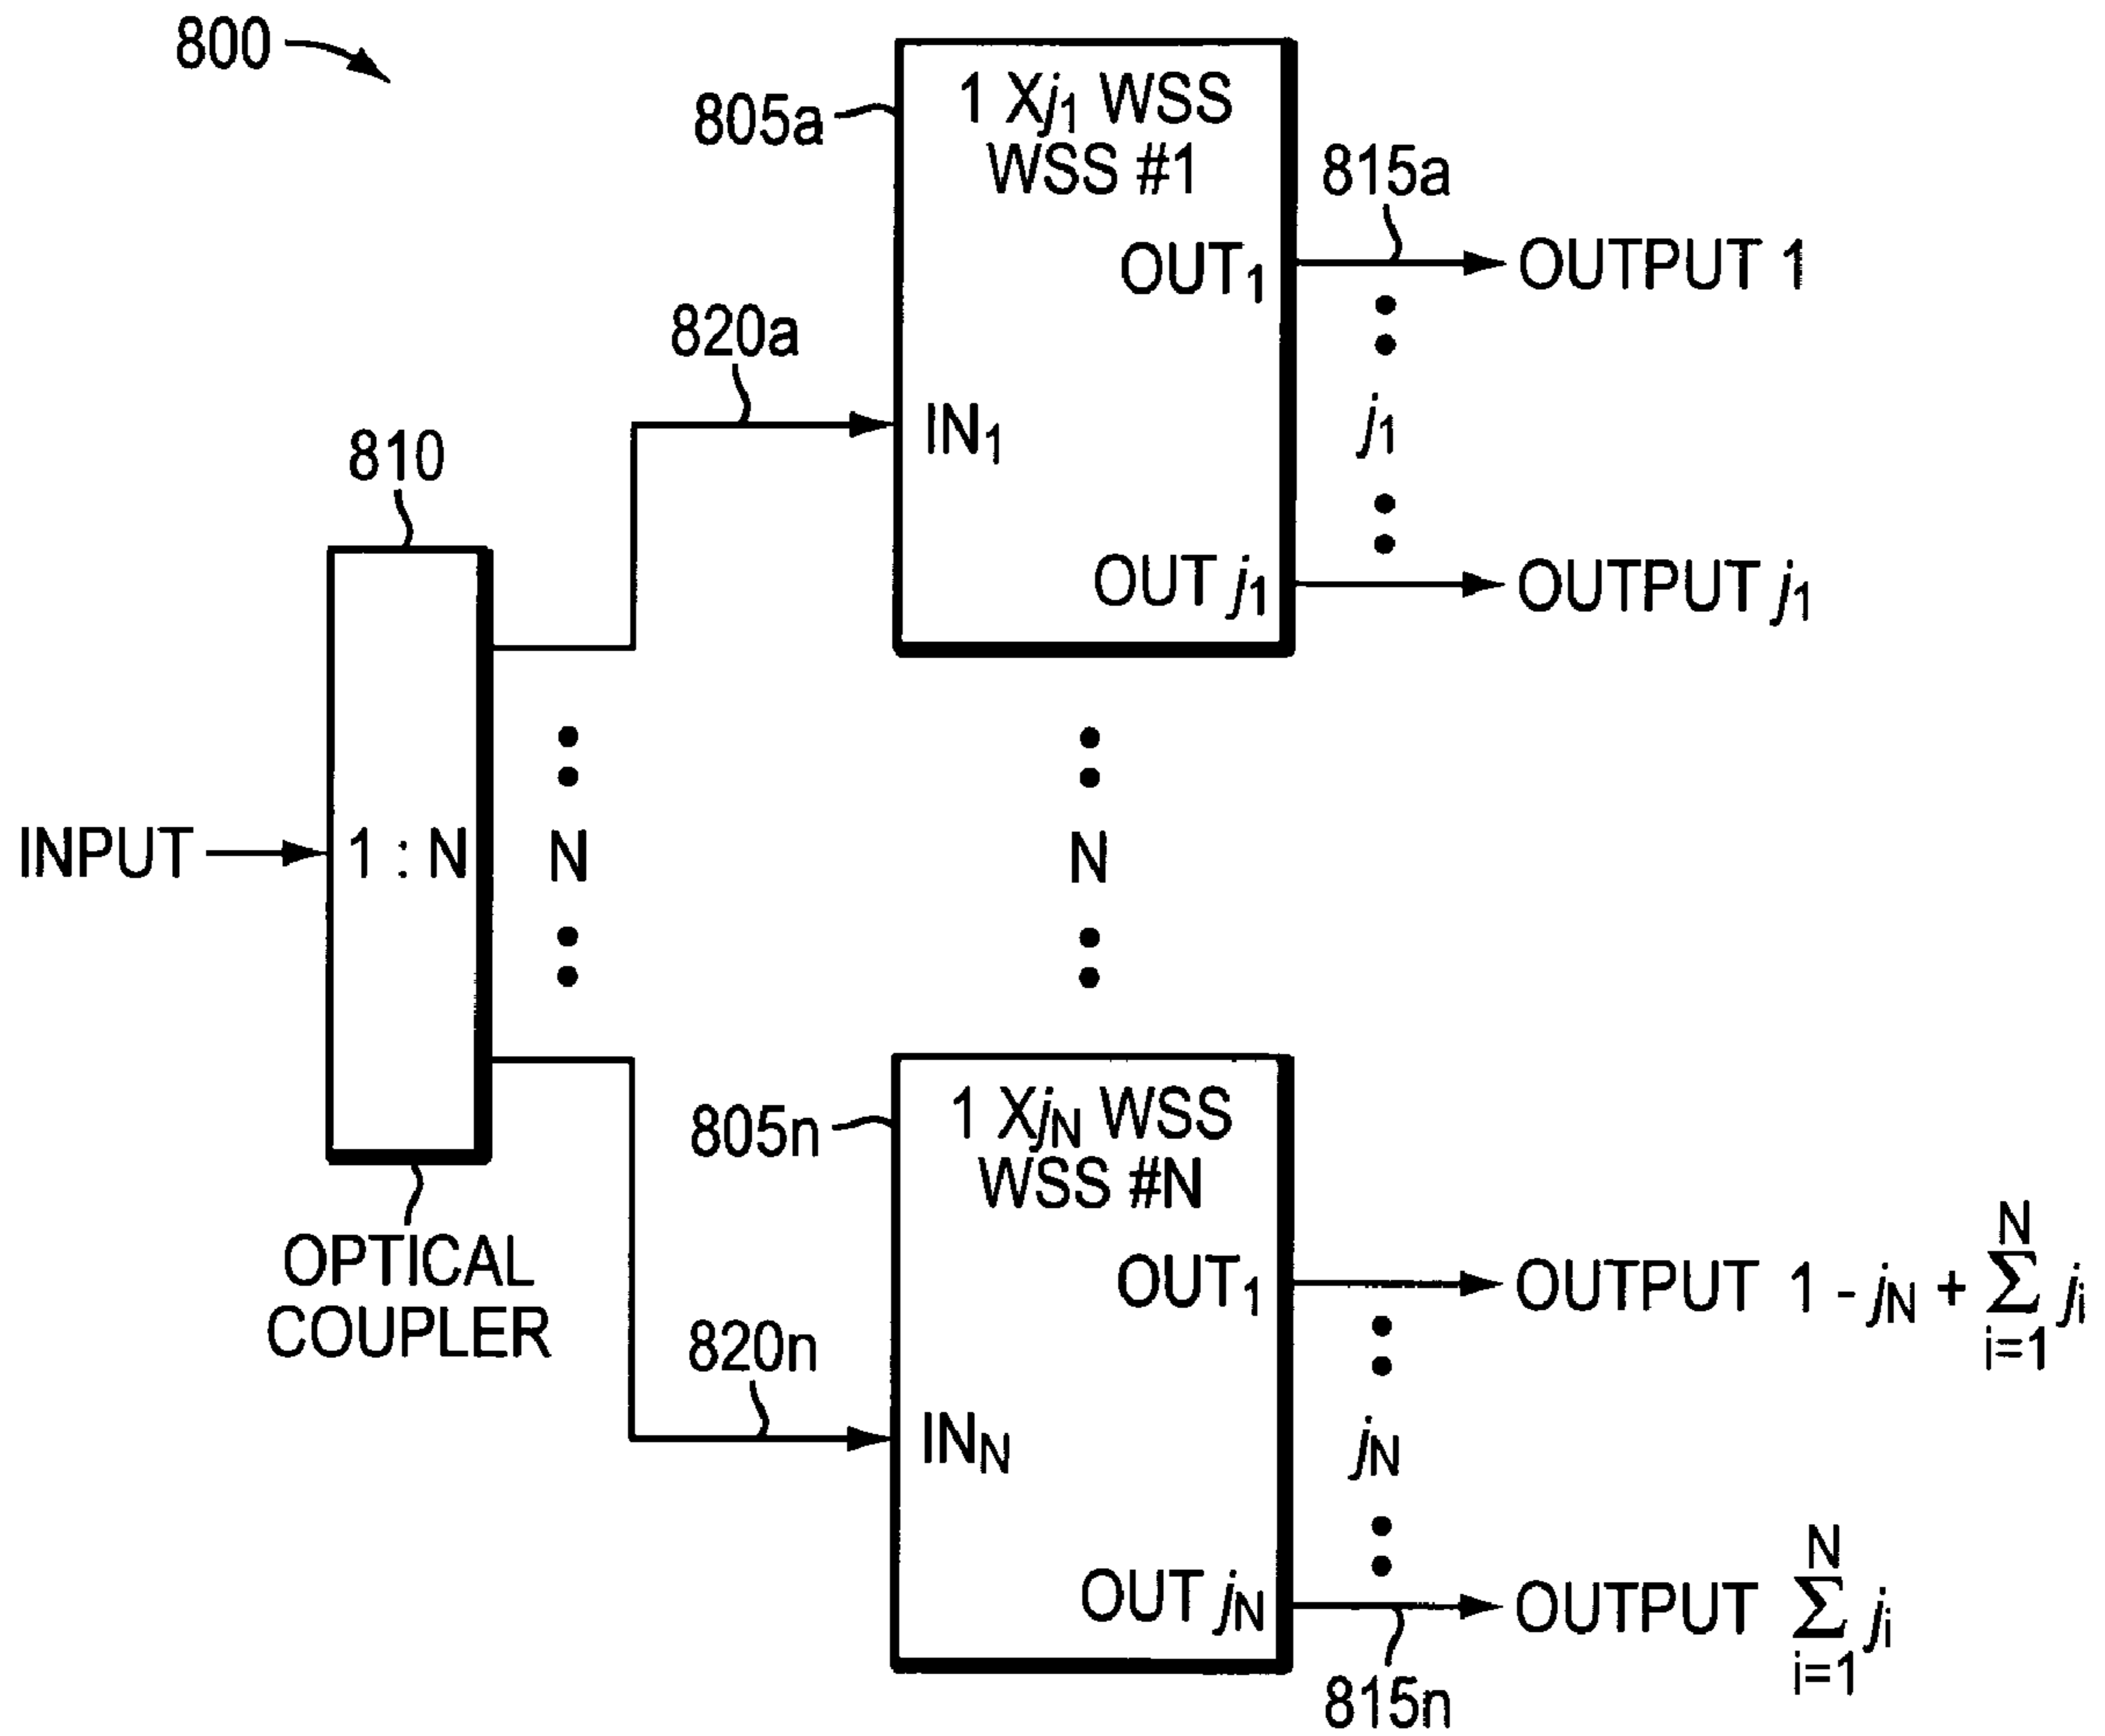 800
805a
1 Xj₁ WSS
WSS #1
815a
OUT₁
OUTPUT 1
820a
j₁
IN₁
810
OUT j₁
OUTPUT j₁
INPUT
1 : N
N
N
805n
1 XjN WSS
WSS #N
OPTICAL
COUPLER
OUT₁
OUTPUT 1 - jN + N∑i=1 ji
820n
jN
INN
OUT jN
OUTPUT N∑i=1 ji
815n